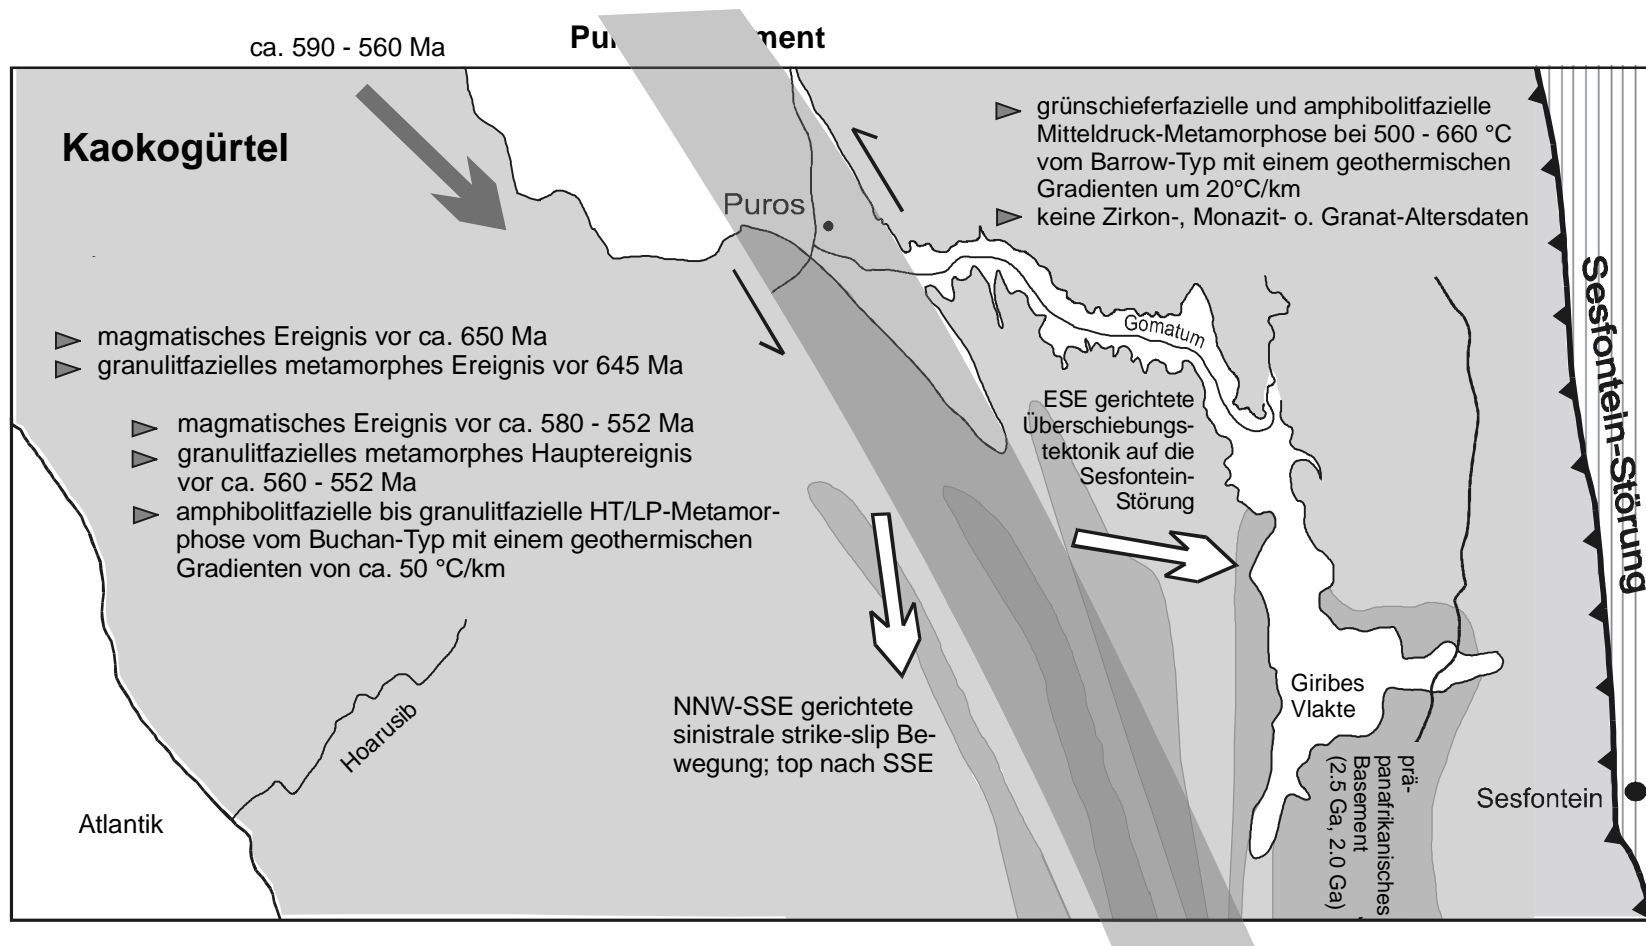 ca. 590 - 560 Ma
Pu ment
Kaokogürtel
grünschieferfazielle und amphibolitfazielle
Mitteldruck-Metamorphose bei 500 - 660 °C
vom Barrow-Typ mit einem geothermischen
Gradienten um 20°C/km
keine Zirkon-, Monazit- o. Granat-Altersdaten
Puros
Gomatum
Sesfontein-Störung
magmatisches Ereignis vor ca. 650 Ma
granulitfazielles metamorphes Ereignis vor 645 Ma
magmatisches Ereignis vor ca. 580 - 552 Ma
granulitfazielles metamorphes Hauptereignis
vor ca. 560 - 552 Ma
amphibolitfazielle bis granulitfazielle HT/LP-Metamor-
phose vom Buchan-Typ mit einem geothermischen
Gradienten von ca. 50 °C/km
ESE gerichtete
Überschiebungs-
tektonik auf die
Sesfontein-
Störung
NNW-SSE gerichtete
sinistrale strike-slip Be-
wegung; top nach SSE
Hoarusib
Atlantik
Giribes
Vlakte
prä-
panafrikanisches
Basement
(2.5 Ga, 2.0 Ga)
Sesfontein